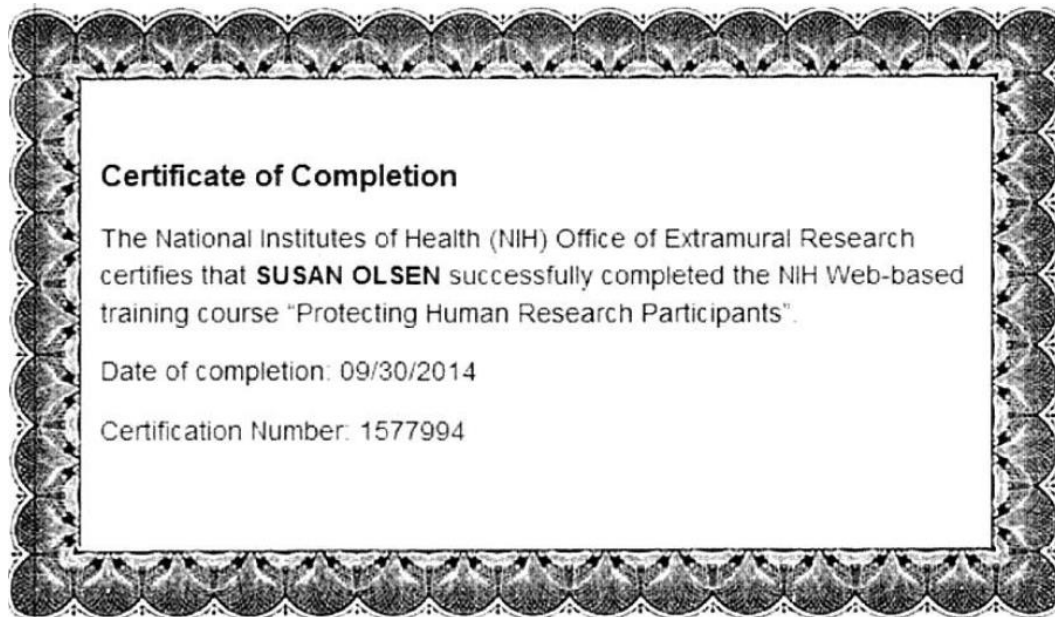 Certificate of Completion
The National Institutes of Health (NIH) Office of Extramural Research
certifies that SUSAN OLSEN successfully completed the NIH Web-based
training course “Protecting Human Research Participants”.
Date of completion: 09/30/2014
Certification Number: 1577994